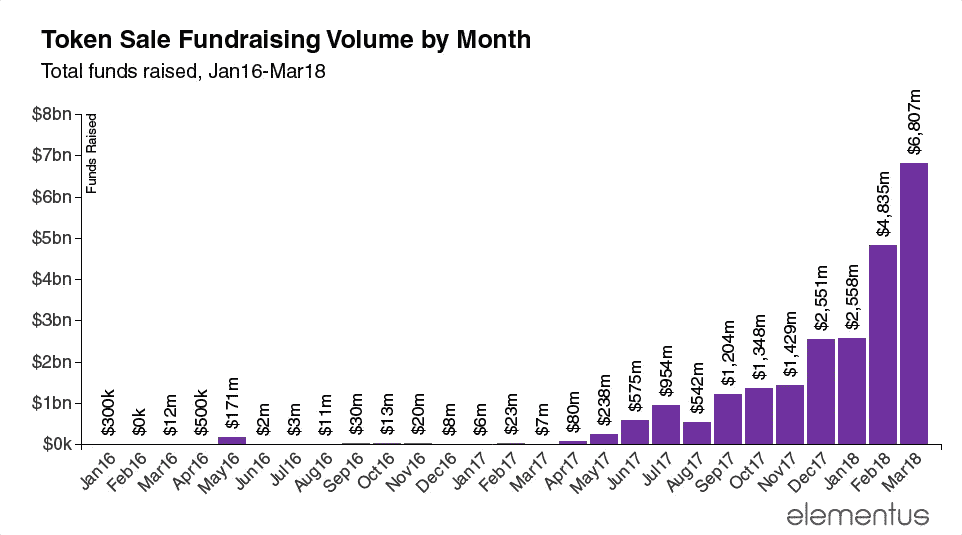 Token Sale Fundraising Volume by Month
Total funds raised, Jan16-Mar18
$8bn
$7bn
$6bn
$5bn
$4bn
$3bn
$2bn
$1bn
$0k
Funds Raised
$300k
$0k
$12m
$500k
$171m
$2m
$3m
$11m
$30m
$13m
$20m
$8m
$6m
$23m
$7m
$80m
$238m
$575m
$954m
$542m
$1,204m
$1,348m
$1,429m
$2,551m
$2,558m
$4,835m
$6,807m
Jan16
Feb16
Mar16
Apr16
May16
Jun16
Jul16
Aug16
Sep16
Oct16
Nov16
Dec16
Jan17
Feb17
Mar17
Apr17
May17
Jun17
Jul17
Aug17
Sep17
Oct17
Nov17
Dec17
Jan18
Feb18
Mar18
elementus